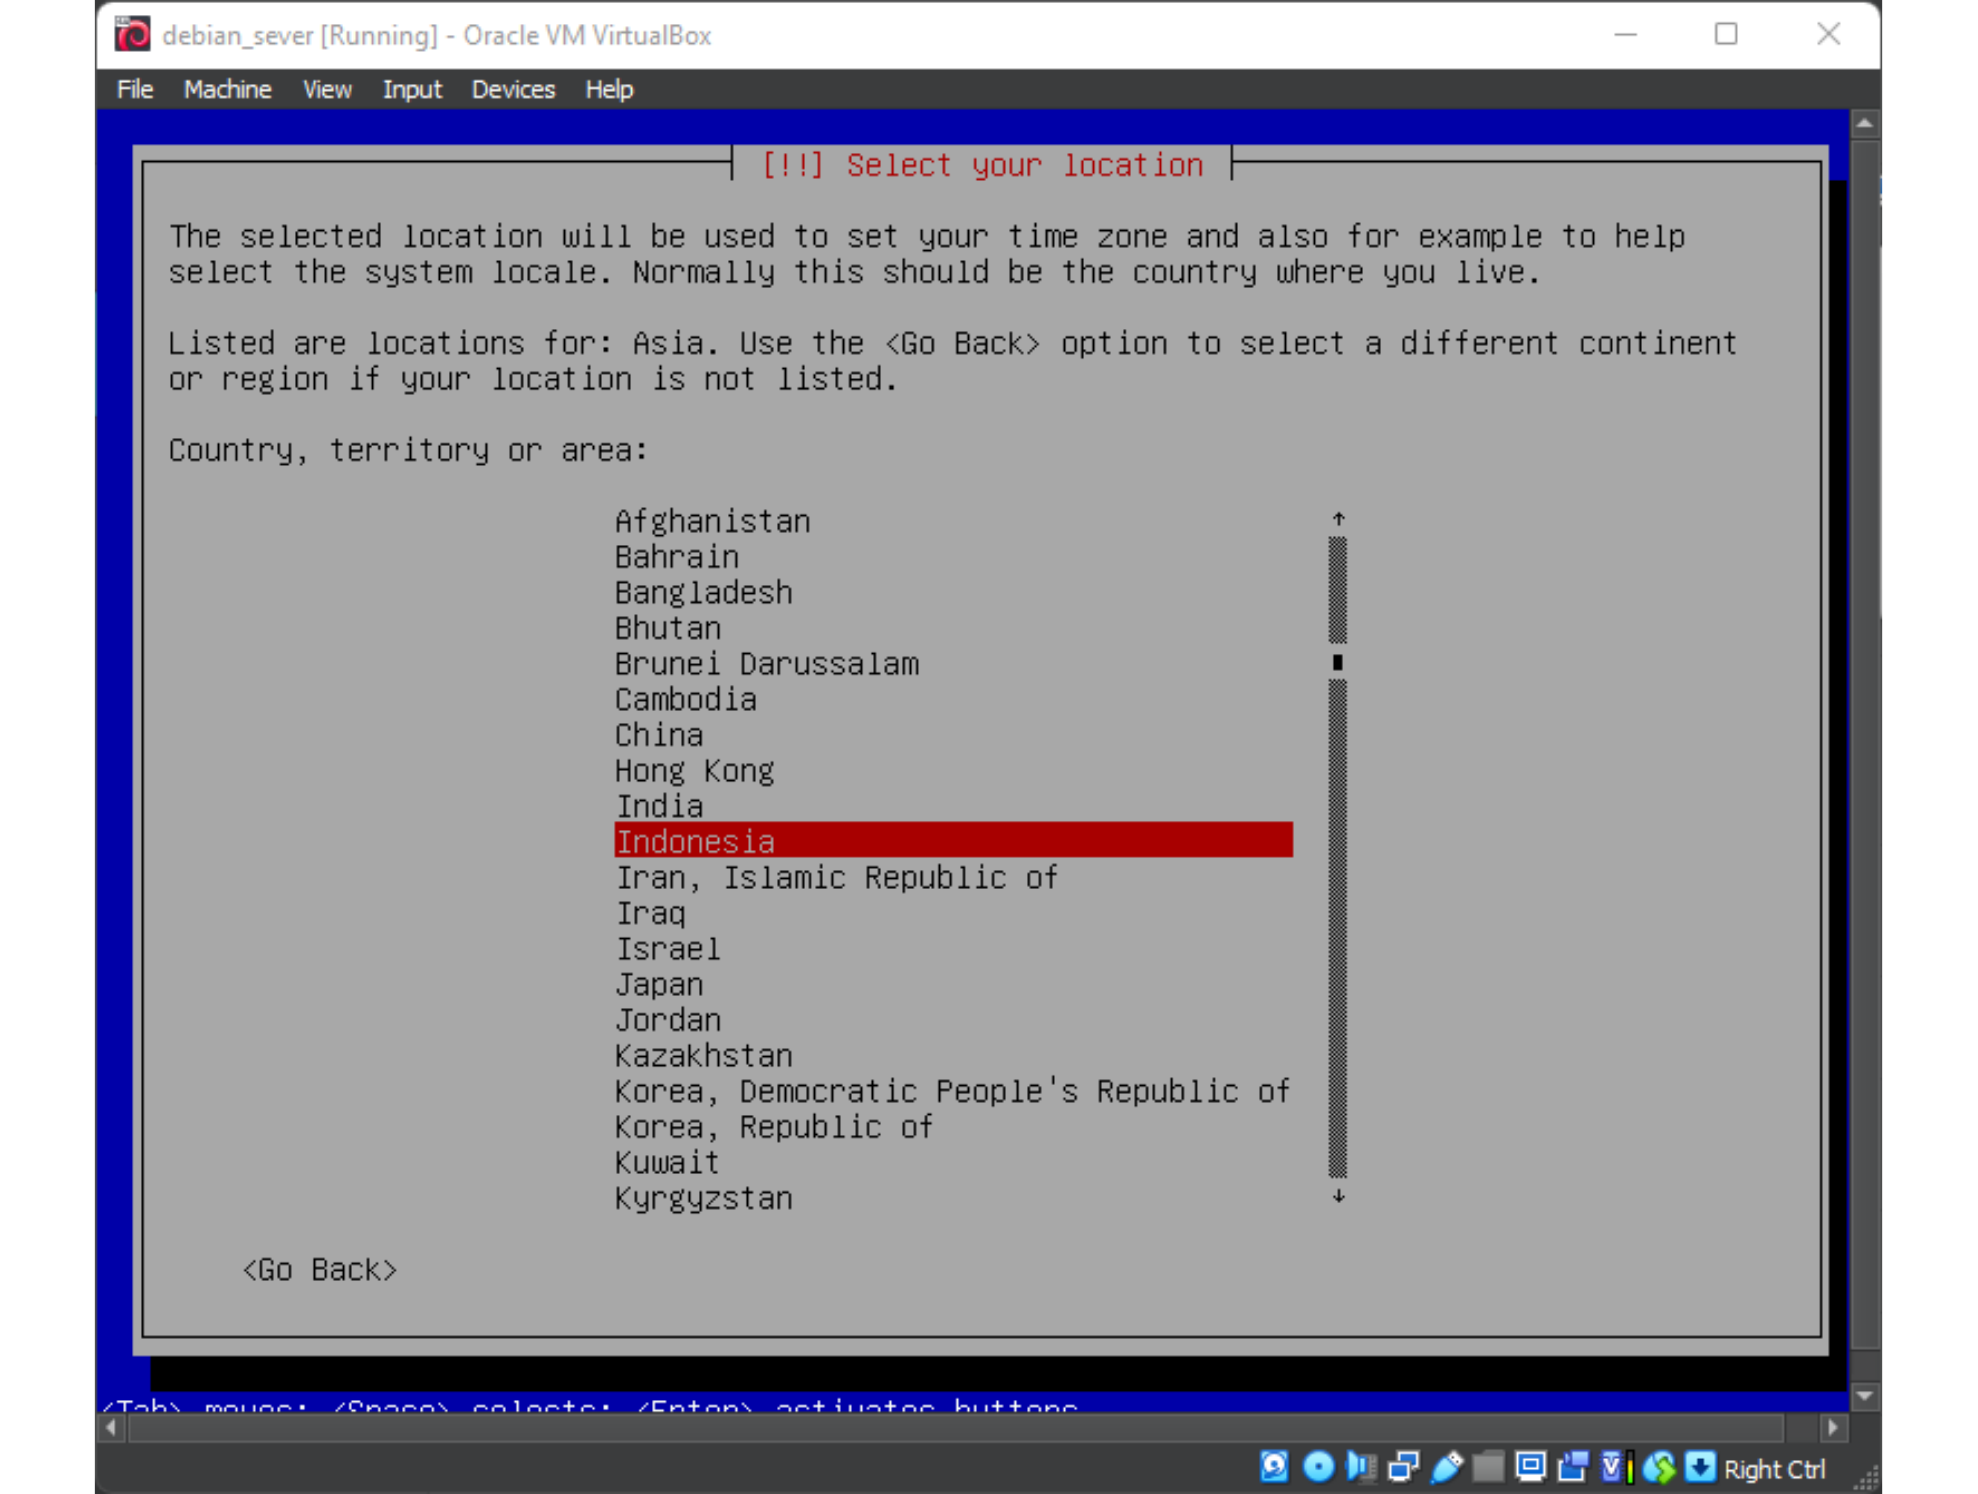 debian_sever [Running] - Oracle VM VirtualBox
File Machine View Input Devices Help
[!!] Select your location
The selected location will be used to set your time zone and also for example to help
select the system locale. Normally this should be the country where you live.
Listed are locations for: Asia. Use the <Go Back> option to select a different continent
or region if your location is not listed.
Country, territory or area:
Afghanistan
Bahrain
Bangladesh
Bhutan
Brunei Darussalam
Cambodia
China
Hong Kong
India
Indonesia
Iran, Islamic Republic of
Iraq
Israel
Japan
Jordan
Kazakhstan
Korea, Democratic People's Republic of
Korea, Republic of
Kuwait
Kyrgyzstan
<Go Back>
<Tab> moves; <Space> selects; <Enter> activates buttons
Right Ctrl